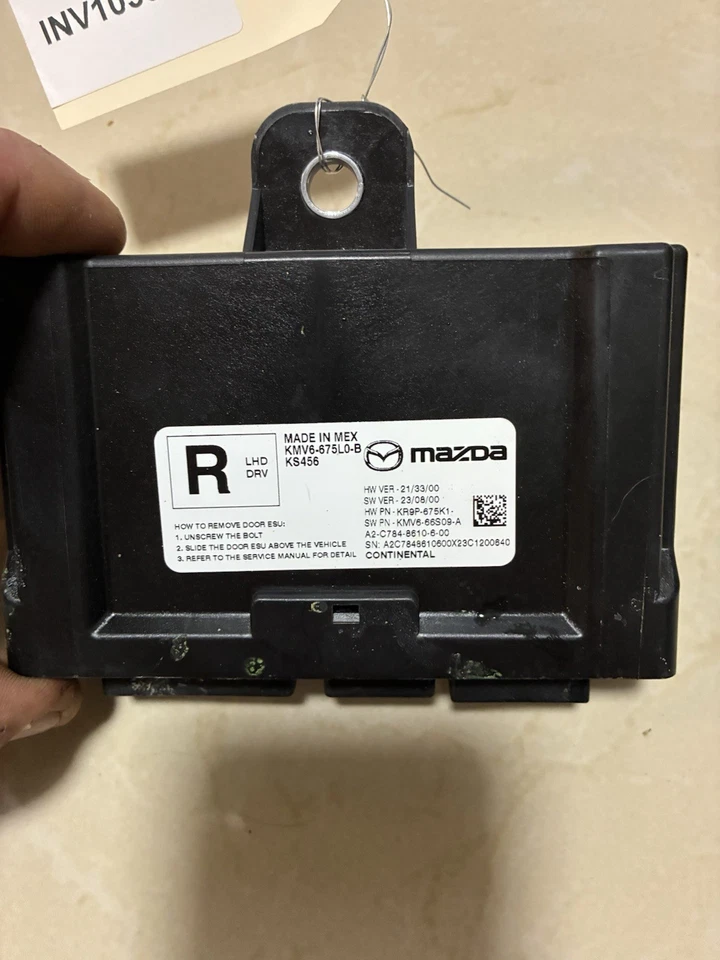 R
LHD
DRV
MADE IN MEX
KMV6-675L0-B
KS456
mazda
HW VER - 21/33/00
SW VER - 23/08/00
HW PN - KR9P-675K1-
SW PN - KMV6-66S09-A
A2-C784-8610-6-00
SN: A2C7848610600X23C1200840
CONTINENTAL
HOW TO REMOVE DOOR ESU:
1. UNSCREW THE BOLT
2. SLIDE THE DOOR ESU ABOVE THE VEHICLE
3. REFER TO THE SERVICE MANUAL FOR DETAIL